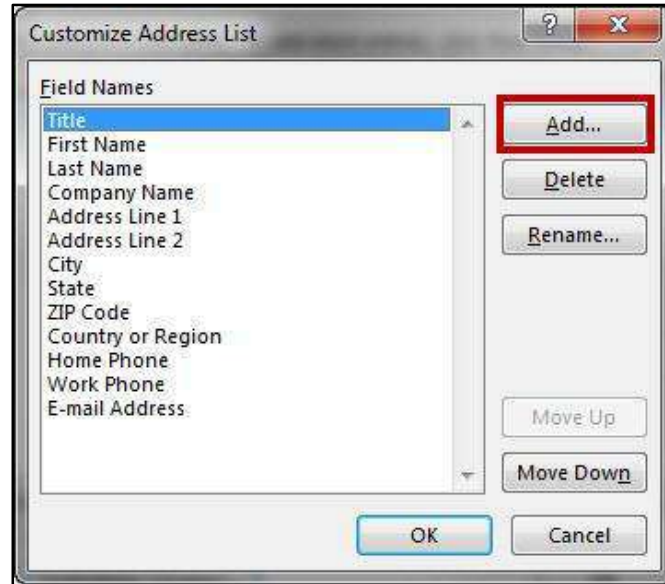 Customize Address List
Field Names
Title
First Name
Last Name
Company Name
Address Line 1
Address Line 2
City
State
ZIP Code
Country or Region
Home Phone
Work Phone
E-mail Address
Add...
Delete
Rename...
Move Up
Move Down
OK
Cancel